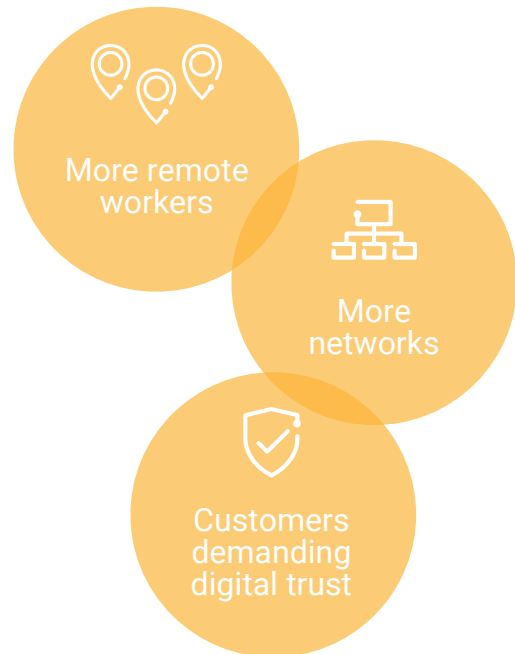 More remote
workers
More
networks
Customers
demanding
digital trust